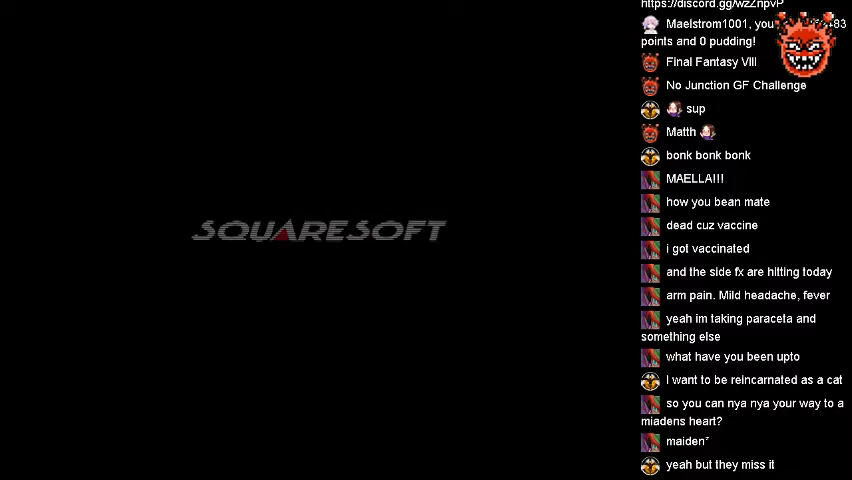 https://discord.gg/wzZnpvP
Maelstrom1001, you
+83
points and 0 pudding!
Final Fantasy VIII
No Junction GF Challenge
sup
Matth
bonk bonk bonk
MAELLA!!!
how you bean mate
dead cuz vaccine
i got vaccinated
and the side fx are hitting today
arm pain. Mild headache, fever
yeah im taking paraceta and
something else
what have you been upto
I want to be reincarnated as a cat
so you can nya nya your way to a
miadens heart?
maiden*
yeah but they miss it
SQUARESOFT